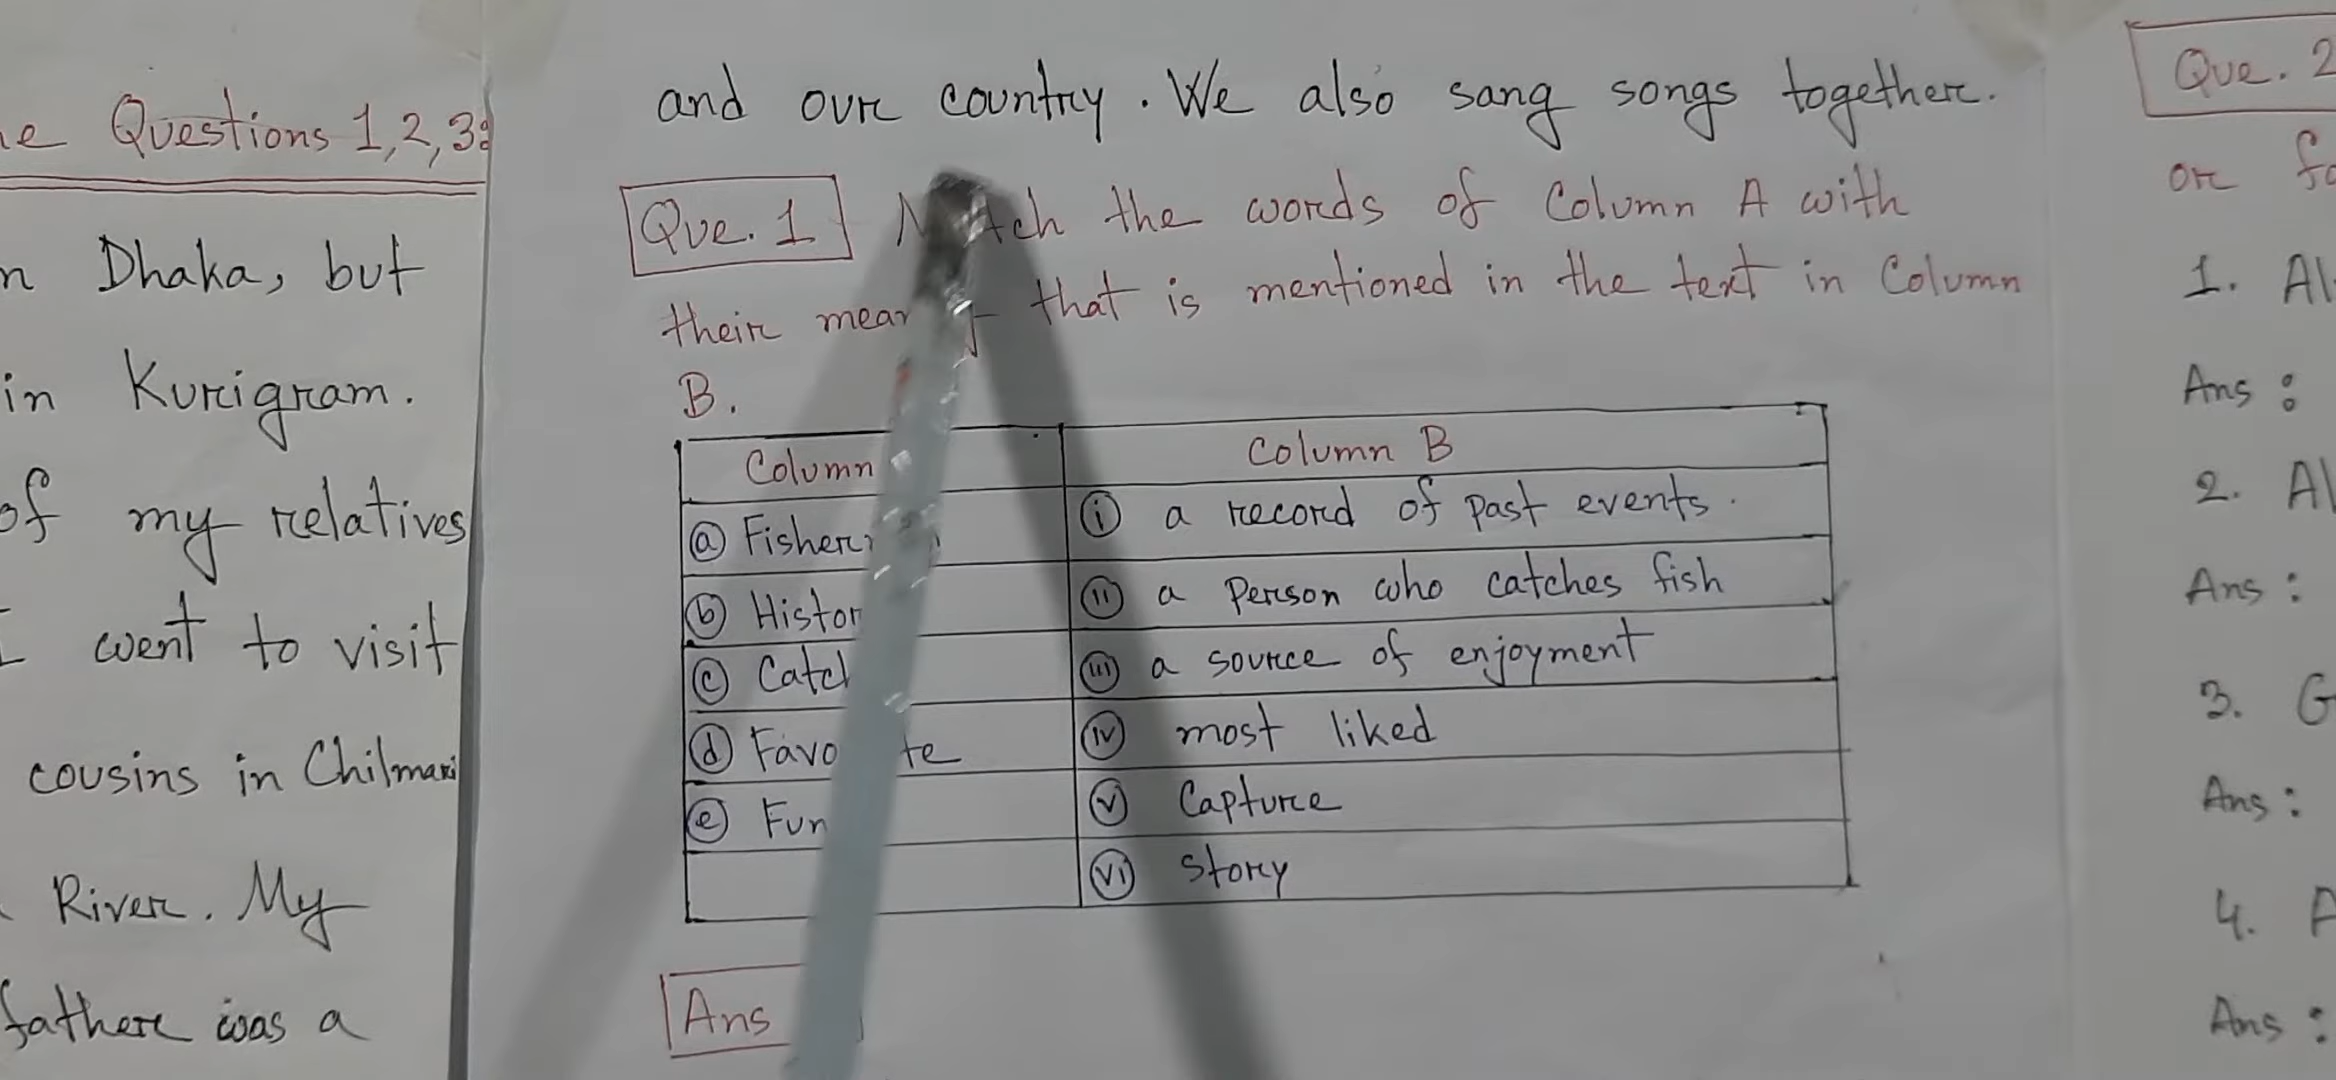 Questions 1,2,3:
Dhaka, but
in Kurigram.
of my relatives
I went to visit
cousins in Chilmari
River. My
father was a
and our country. We also sang songs together.
Que. 1 Match the words of Column A with
their that is mentioned in the text in Column
B.
Column
Column B
(a)
(i) a record of past events.
(b)
(ii) a person who catches fish
(c)
(iii) a source of enjoyment
(d)
(iv) most liked
(e) Fun
(v) Capture
(vi) story
Ans
Que. 2
or
1.
Ans :
2.
Ans :
3.
Ans :
4.
Ans :